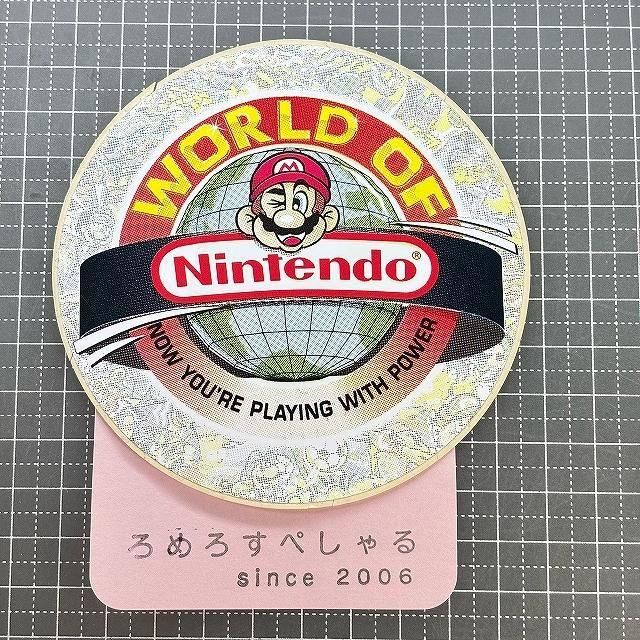 WORLD OF
M
Nintendo®
NOW YOU'RE PLAYING WITH POWER
ろめろすぺしゃる
since 2006